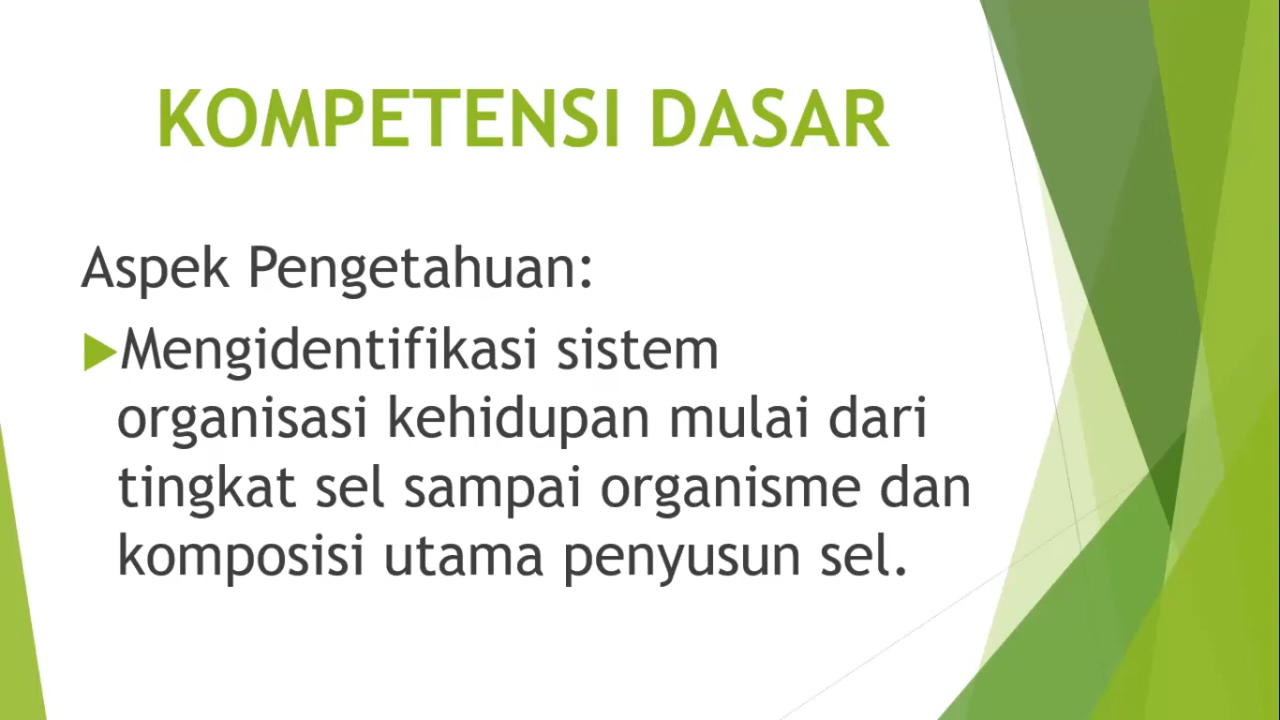 KOMPETENSI DASAR
Aspek Pengetahuan:
Mengidentifikasi sistem
organisasi kehidupan mulai dari
tingkat sel sampai organisme dan
komposisi utama penyusun sel.